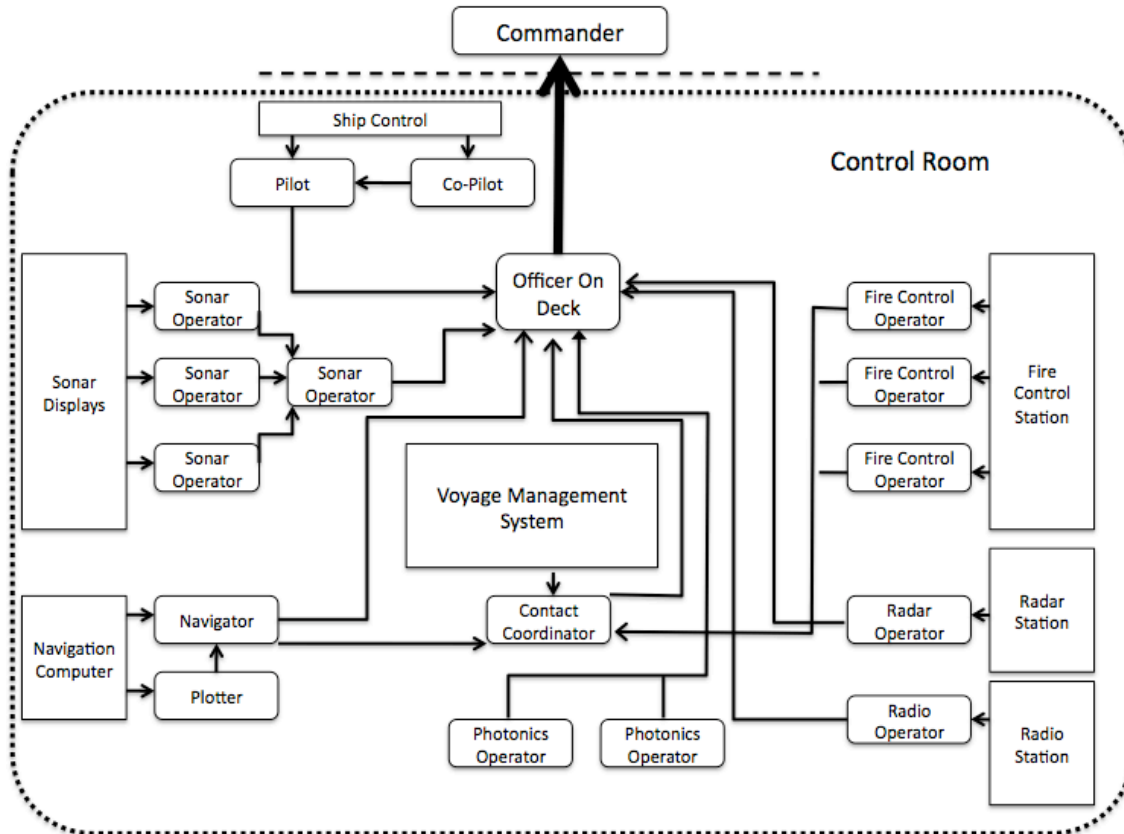 Commander
Ship Control
Control Room
Pilot
Co-Pilot
Officer On
Deck
Sonar
Displays
Sonar
Operator
Sonar
Operator
Sonar
Operator
Sonar
Operator
Fire Control
Operator
Fire Control
Operator
Fire Control
Operator
Fire
Control
Station
Voyage Management
System
Navigation
Computer
Navigator
Plotter
Contact
Coordinator
Radar
Operator
Radar
Station
Photonics
Operator
Photonics
Operator
Radio
Operator
Radio
Station